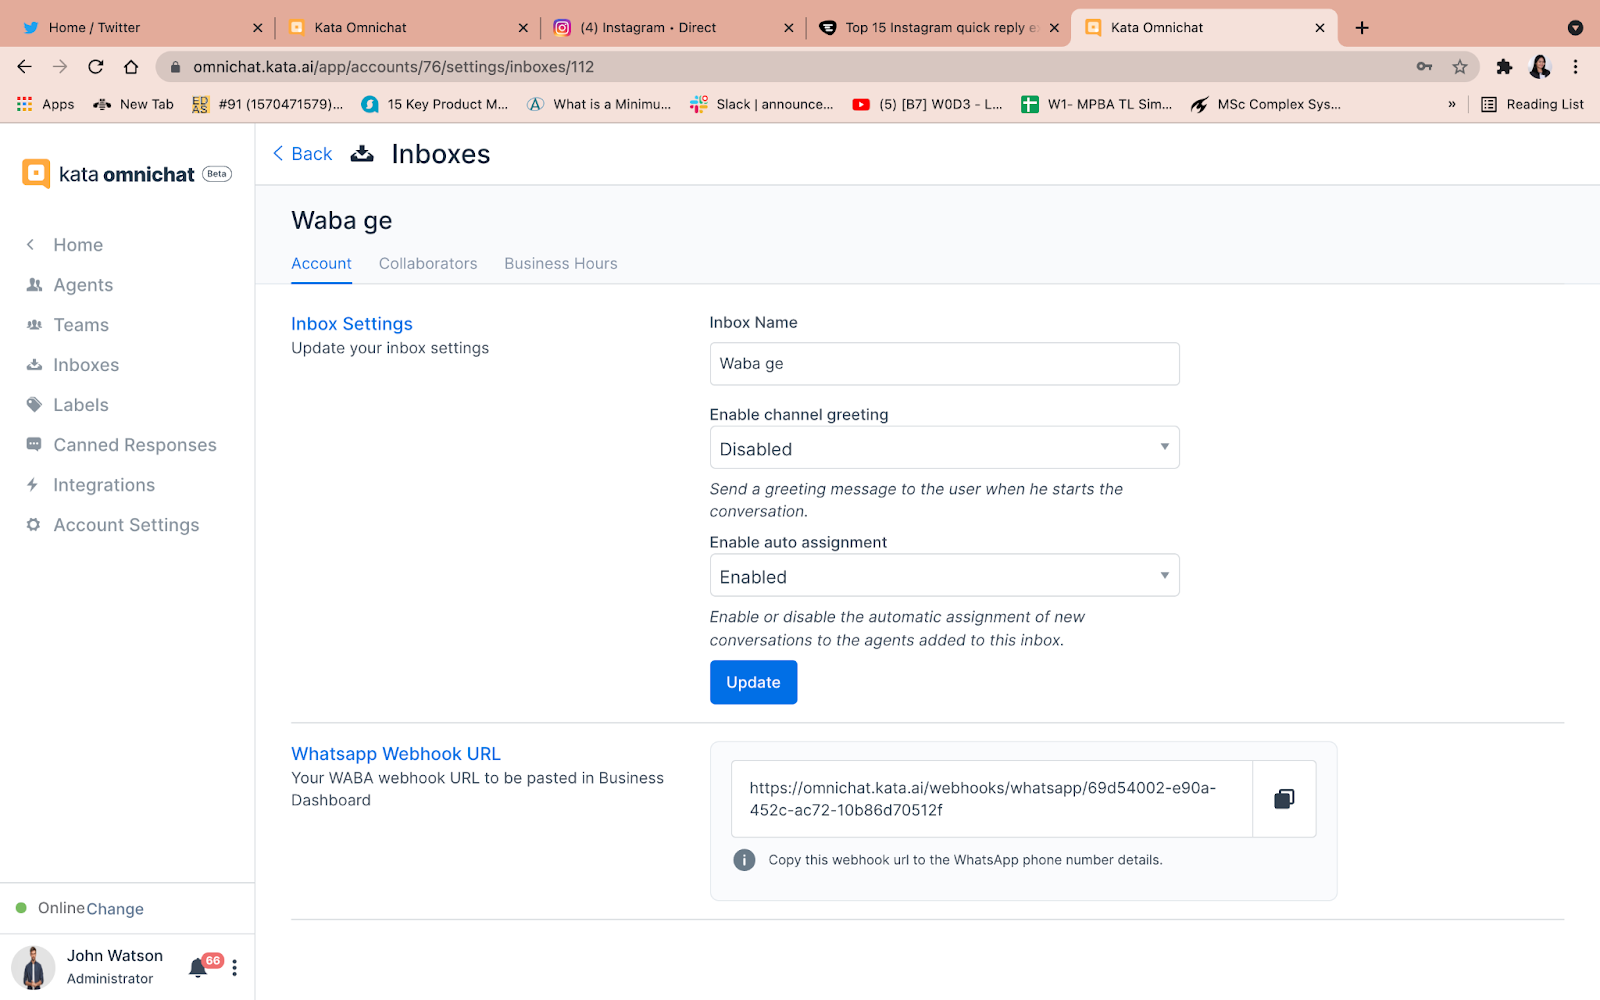 Home / Twitter
Kata Omnichat
(4) Instagram • Direct
Top 15 Instagram quick reply e
Kata Omnichat
omnichat.kata.ai/app/accounts/76/settings/inboxes/112
Apps
New Tab
#91 (1570471579)...
15 Key Product M...
What is a Minimu...
Slack | announce...
(5) [B7] W0D3 - L...
W1- MPBA TL Sim...
MSc Complex Sys...
»
Reading List
kata omnichat Beta
Home
Agents
Teams
Inboxes
Labels
Canned Responses
Integrations
Account Settings
Online Change
John Watson
Administrator
66
Back
Inboxes
Waba ge
Account
Collaborators
Business Hours
Inbox Settings
Update your inbox settings
Inbox Name
Waba ge
Enable channel greeting
Disabled
Send a greeting message to the user when he starts the
conversation.
Enable auto assignment
Enabled
Enable or disable the automatic assignment of new
conversations to the agents added to this inbox.
Update
Whatsapp Webhook URL
Your WABA webhook URL to be pasted in Business
Dashboard
https://omnichat.kata.ai/webhooks/whatsapp/69d54002-e90a-
452c-ac72-10b86d70512f
Copy this webhook url to the WhatsApp phone number details.